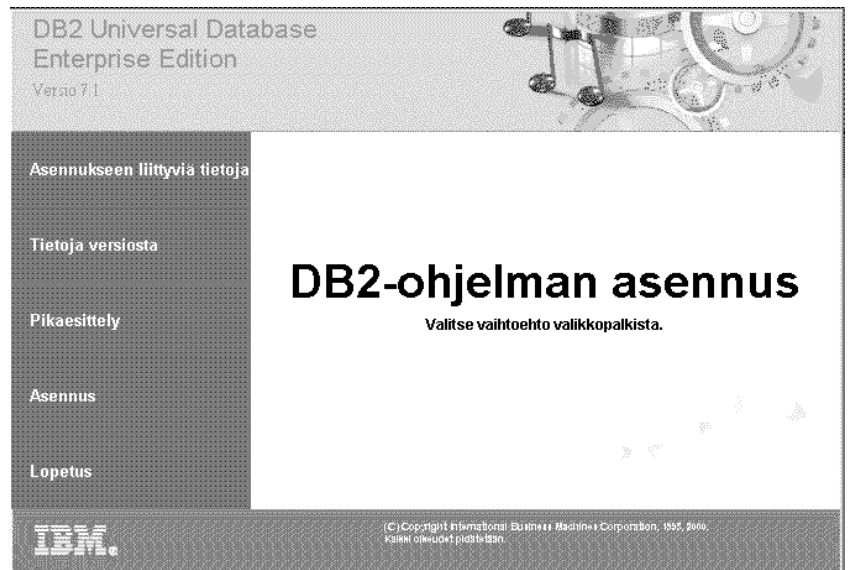 DB2 Universal Database
Enterprise Edition
Versio 7.1
Asennukseen liittyviä tietoja
Tietoja versiosta
Pikaesittely
Asennus
Lopetus
DB2-ohjelman asennus
Valitse vaihtoehto valikkopalkista.
IBM.
(C) Copyright International Business Machines Corporation, 1995, 2000.
Kaikki oikeudet pidätetään.